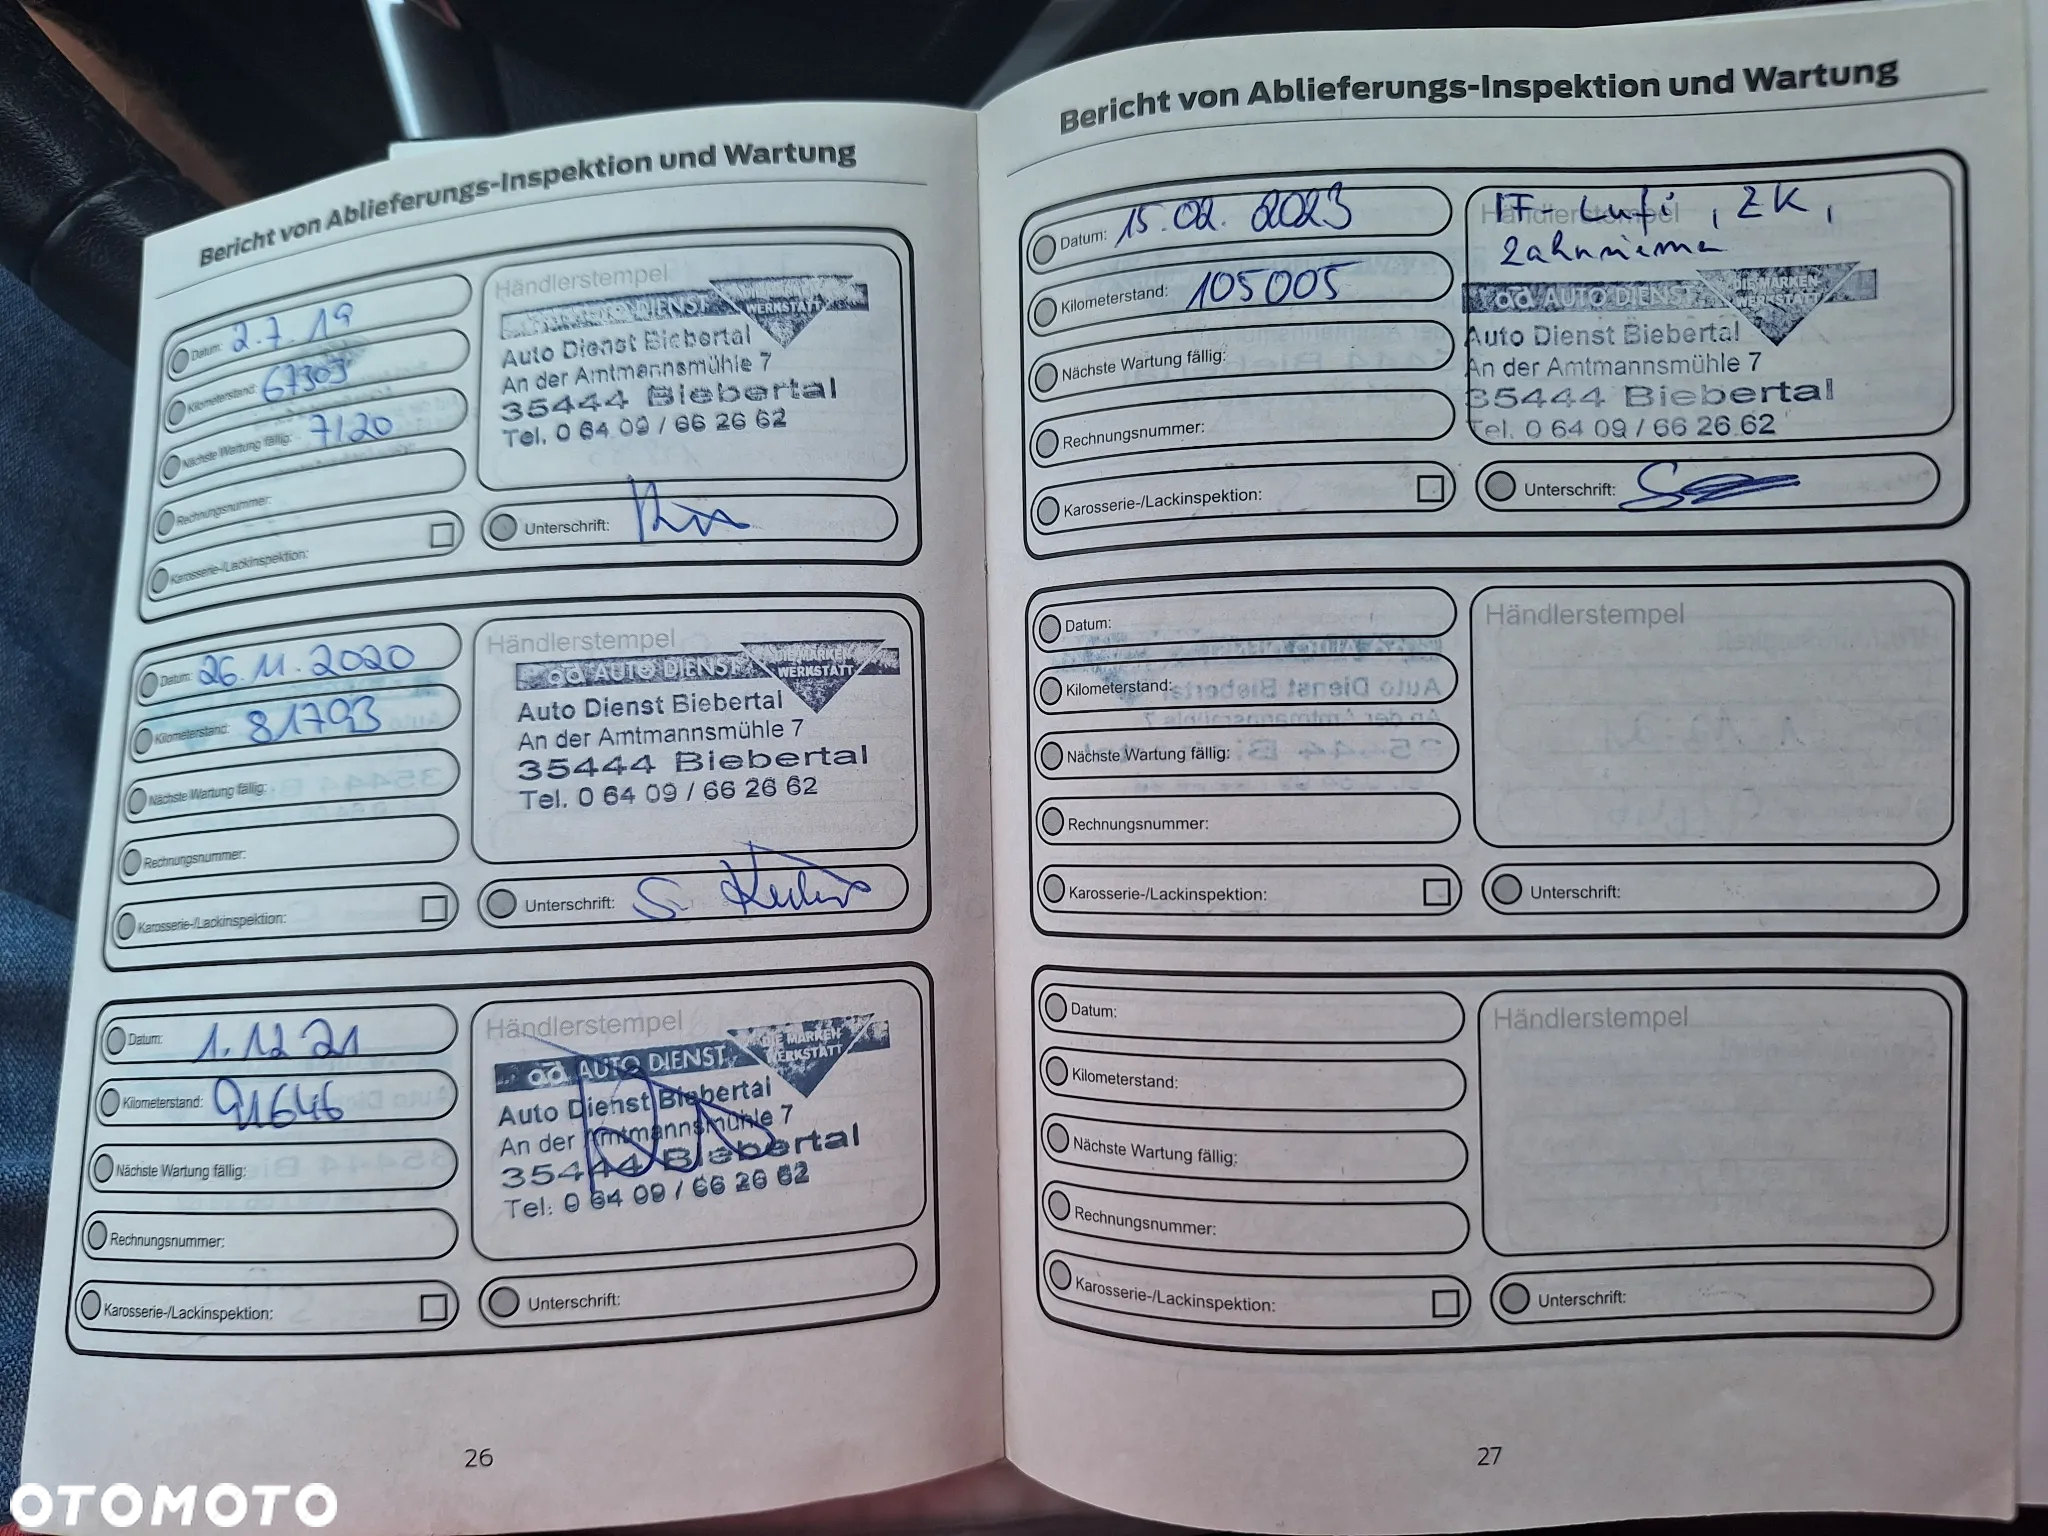 Bericht von Ablieferungs-Inspektion und Wartung
Datum: 2.7.19
Kilometerstand: 67303
Nächste Wartung fällig: 7/20
Rechnungsnummer:
Karosserie-/Lackinspektion:
Händlerstempel
AUTO DIENST
WERKSTATT
Auto Dienst Biebertal
An der Amtmannsmühle 7
35444 Biebertal
Tel. 0 64 09 / 66 26 62
Unterschrift:
Datum: 26.11.2020
Kilometerstand: 81793
Nächste Wartung fällig:
Rechnungsnummer:
Karosserie-/Lackinspektion:
Händlerstempel
ad AUTO DIENST
DIE MARKEN
WERKSTATT
Auto Dienst Biebertal
An der Amtmannsmühle 7
35444 Biebertal
Tel. 0 64 09 / 66 26 62
Unterschrift:
Datum: 1.12.21
Kilometerstand: 91646
Nächste Wartung fällig:
Rechnungsnummer:
Karosserie-/Lackinspektion:
Händlerstempel
ad AUTO DIENST
DIE MARKEN
WERKSTATT
Auto Dienst Biebertal
An der Amtmannsmühle 7
35444 Biebertal
Tel. 0 64 09 / 66 26 62
Unterschrift:
26
Bericht von Ablieferungs-Inspektion und Wartung
Datum: 15.02.2023
Kilometerstand: 105005
Nächste Wartung fällig:
Rechnungsnummer:
Karosserie-/Lackinspektion:
Händlerstempel
IF- Lufi, ZK,
Zahnriemen
ad AUTO DIENST
DIE MARKEN
WERKSTATT
Auto Dienst Biebertal
An der Amtmannsmühle 7
35444 Biebertal
Tel. 0 64 09 / 66 26 62
Unterschrift:
Datum:
Kilometerstand:
Nächste Wartung fällig:
Rechnungsnummer:
Karosserie-/Lackinspektion:
Händlerstempel
Unterschrift:
Datum:
Kilometerstand:
Nächste Wartung fällig:
Rechnungsnummer:
Karosserie-/Lackinspektion:
Händlerstempel
Unterschrift:
27
OTOMOTO